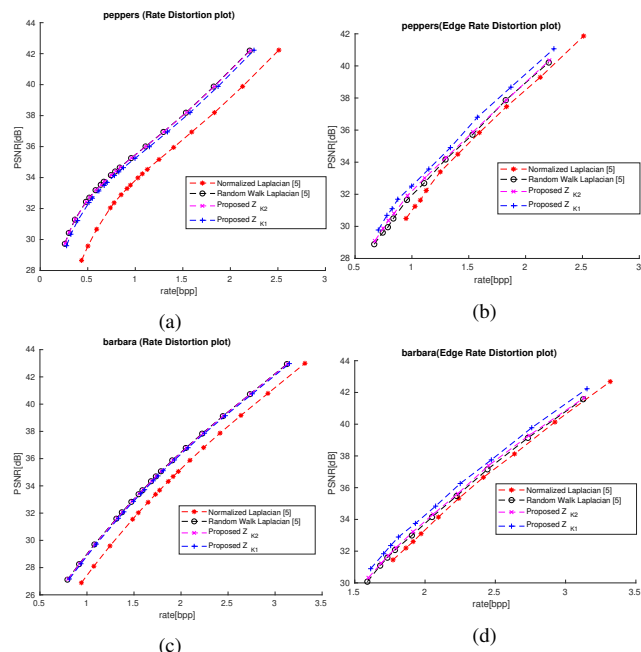 peppers (Rate Distortion plot)
44
42
40
38
36
34
32
30
28
PSNR[dB]
0
0.5
1
1.5
2
2.5
3
rate[bpp]
Normalized Laplacian [5]
Random Walk Laplacian [5]
Proposed Z K2
Proposed Z K1
(a)
peppers(Edge Rate Distortion plot)
42
40
38
36
34
32
30
28
PSNR[dB]
0.5
1
1.5
2
2.5
3
rate[bpp]
Normalized Laplacian [5]
Random Walk Laplacian [5]
Proposed Z K2
Proposed Z K1
(b)
barbara (Rate Distortion plot)
44
42
40
38
36
34
32
30
28
26
PSNR[dB]
0.5
1
1.5
2
2.5
3
3.5
rate[bpp]
Normalized Laplacian [5]
Random Walk Laplacian [5]
Proposed Z K2
Proposed Z K1
(c)
barbara(Edge Rate Distortion plot)
44
42
40
38
36
34
32
30
PSNR[dB]
1.5
2
2.5
3
3.5
rate[bpp]
Normalized Laplacian [5]
Random Walk Laplacian [5]
Proposed Z K2
Proposed Z K1
(d)